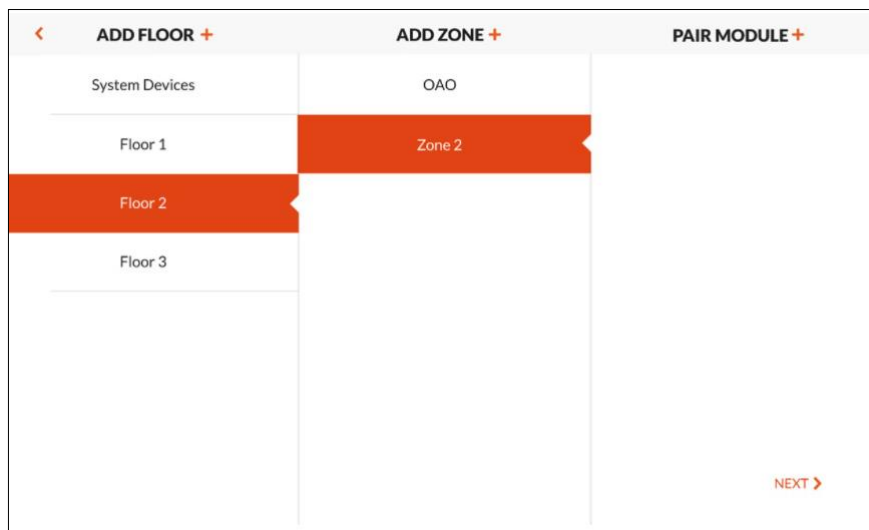 ADD FLOOR +
ADD ZONE +
PAIR MODULE +
System Devices
OAO
Floor 1
Zone 2
Floor 2
Floor 3
NEXT